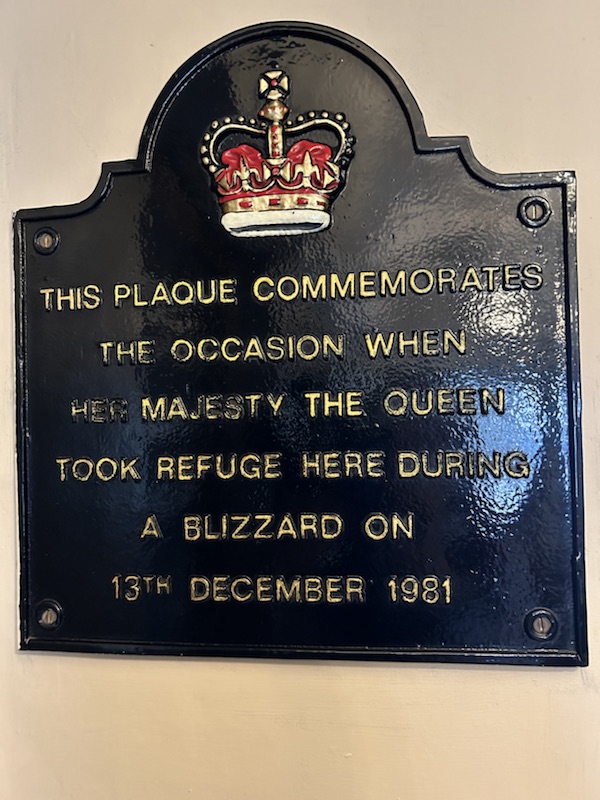 THIS PLAQUE COMMEMORATES
THE OCCASION WHEN
HER MAJESTY THE QUEEN
TOOK REFUGE HERE DURING
A BLIZZARD ON
13TH DECEMBER 1981